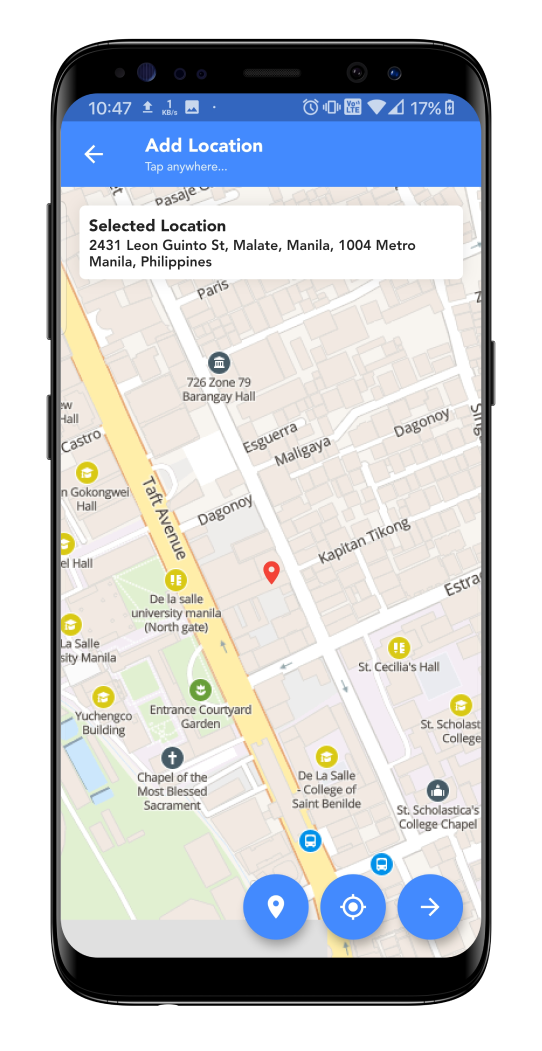 10:47
1
KB/s
Vo))
LTE
17%
Add Location
Tap anywhere...
Pasaje
Selected Location
2431 Leon Guinto St, Malate, Manila, 1004 Metro
Manila, Philippines
Paris
726 Zone 79
Barangay Hall
ew
Hall
Castro
Esguerra
Maligaya
Dagonoy
n Gokongwei
Hall
Taft Avenue
Dagonoy
Kapitan Tikong
el Hall
De la salle
university manila
(North gate)
Estra
La Salle
sity Manila
St. Cecilia's Hall
Entrance Courtyard
Garden
Yuchengco
Building
St. Scholast
College
Chapel of the
Most Blessed
Sacrament
De La Salle
- College of
Saint Benilde
St. Scholastica's
College Chapel